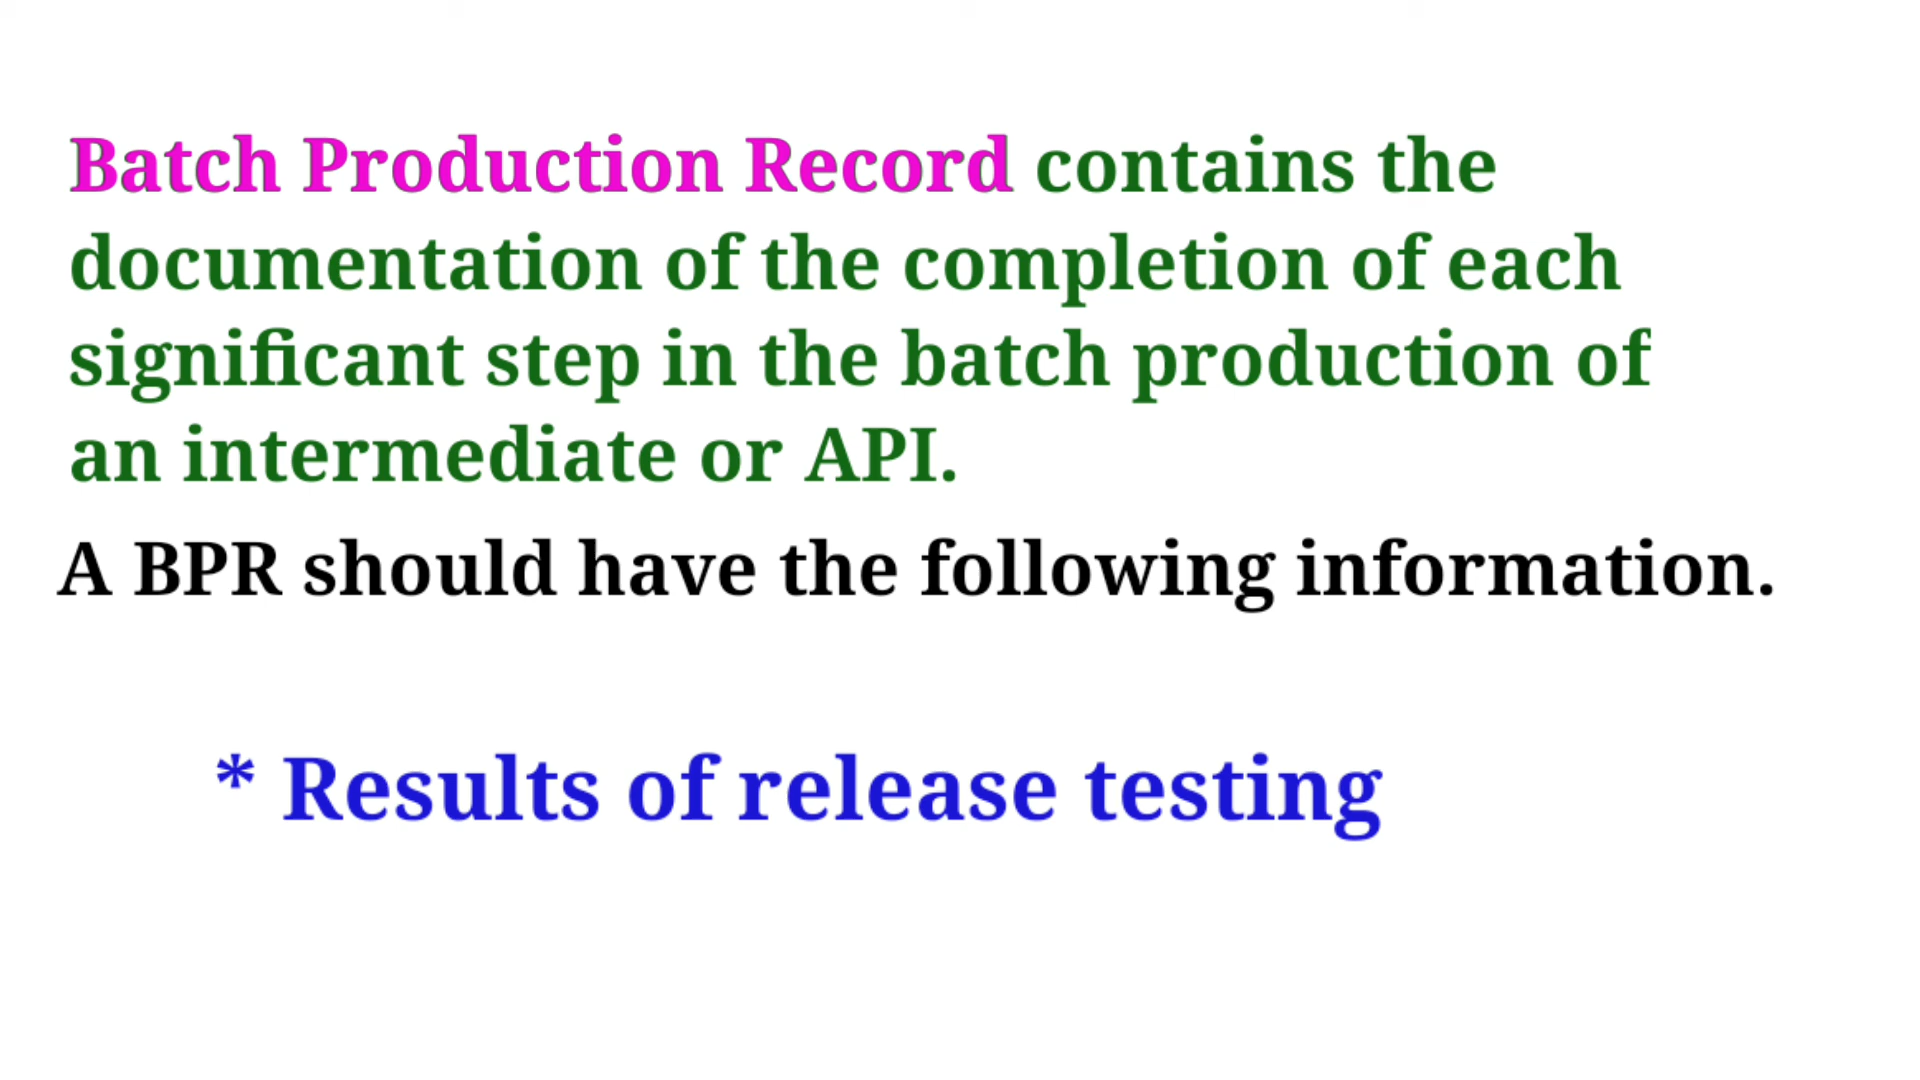 Batch Production Record contains the
documentation of the completion of each
significant step in the batch production of
an intermediate or API.
A BPR should have the following information.
* Results of release testing